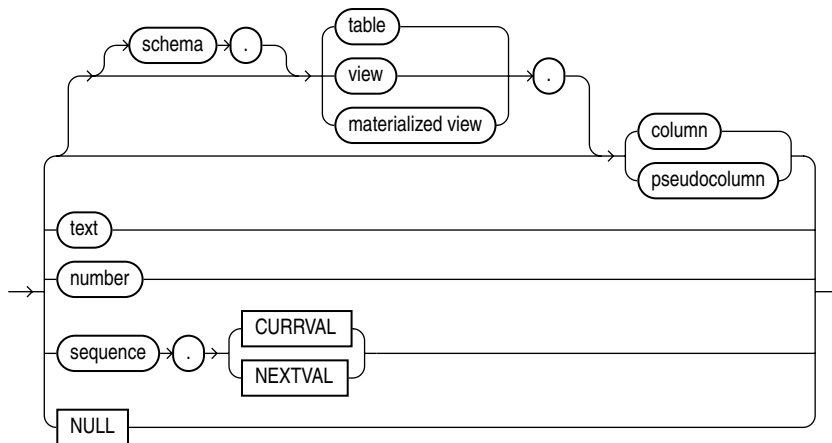 table
schema .
view .
materialized view
column
pseudocolumn
text
number
CURRVAL
sequence .
NEXTVAL
NULL